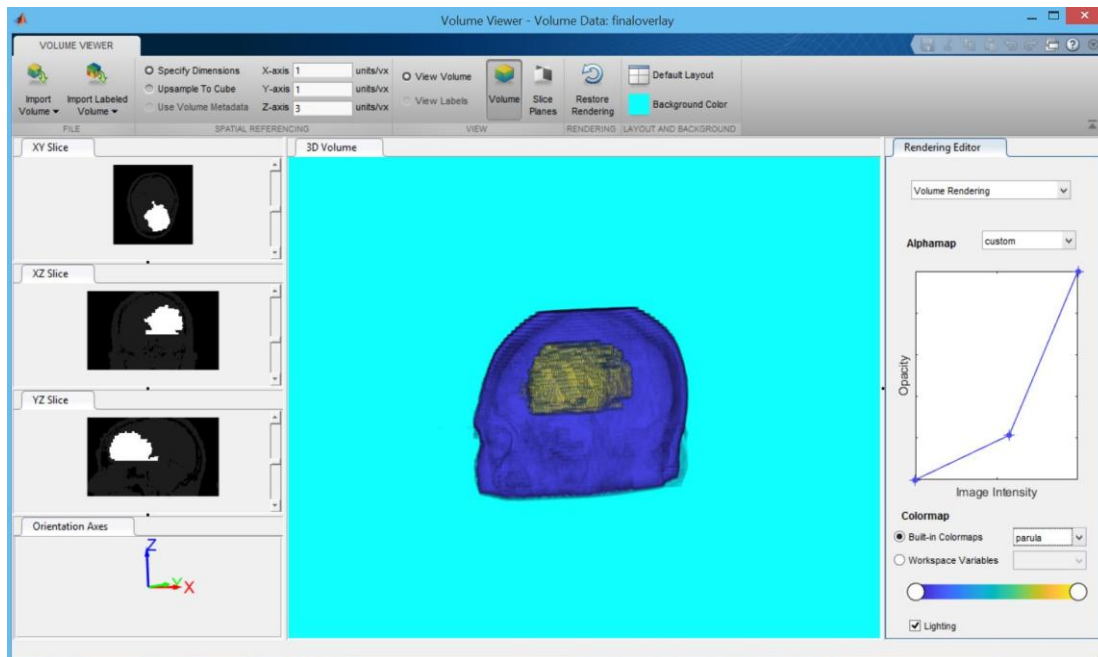 Volume Viewer - Volume Data: finaloverlay
VOLUME VIEWER
Import Volume
Import Labeled Volume
FILE
Specify Dimensions
Upsample To Cube
Use Volume Metadata
X-axis 1 units/vx
Y-axis 1 units/vx
Z-axis 3 units/vx
SPATIAL REFERENCING
View Volume
View Labels
Volume
Slice Planes
VIEW
Restore Rendering
RENDERING
Default Layout
Background Color
LAYOUT AND BACKGROUND
XY Slice
XZ Slice
YZ Slice
Orientation Axes
Z
Y
X
3D Volume
Rendering Editor
Volume Rendering
Alphamap custom
Opacity
Image Intensity
Colormap
Built-in Colormaps parula
Workspace Variables
Lighting